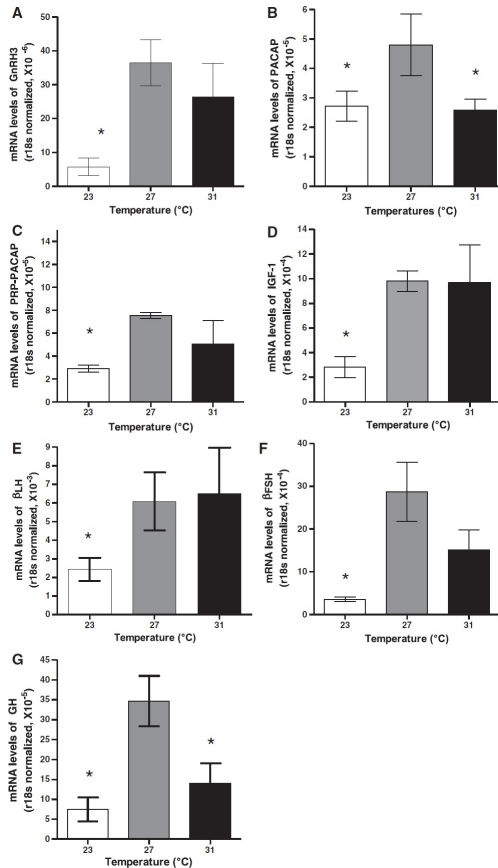 A
mRNA levels of GnRH3
(r18s normalized, X10 -6)
50
40
30
20
10
0
*
23 27 31
Temperature (°C)
B
mRNA levels of PACAP
(r18s normalized, X10-5)
6
5
4
3
2
1
0
* *
23 27 31
Temperatures (°C)
C
mRNA levels of PRP-PACAP
(r18s normalized, X10-5)
14
12
10
8
6
4
2
0
*
23 27 31
Temperature (°C)
D
mRNA levels of IGF-1
(r18s normalized, X10-4)
14
12
10
8
6
4
2
0
*
23 27 31
Temperature (°C)
E
mRNA levels of βLH
(r18s normalized, X10-3)
9
8
7
6
5
4
3
2
1
0
*
23 27 31
Temperature (°C)
F
mRNA levels of βFSH
(r18s normalized, X10-4)
40
30
20
10
0
*
23 27 31
Temperature (°C)
G
mRNA levels of GH
(r18s normalized, X10-5)
45
40
35
30
25
20
15
10
5
0
* *
23 27 31
Temperature (°C)